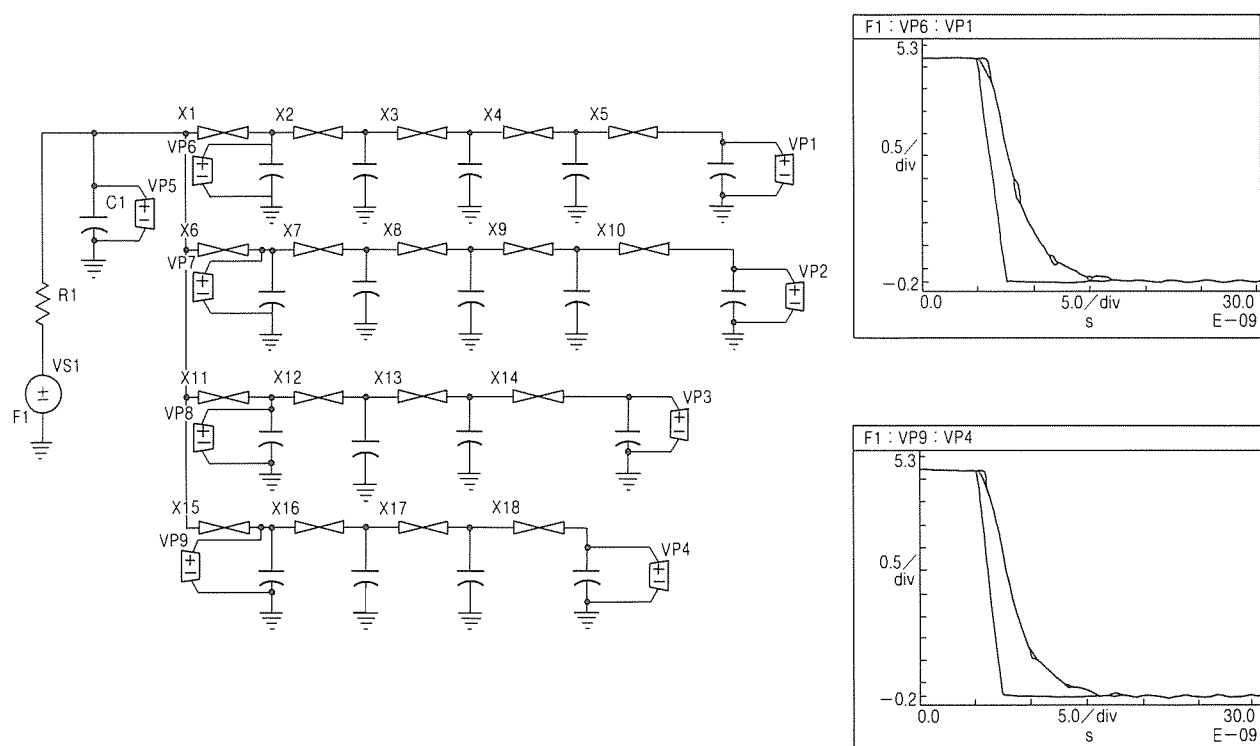 X1 X2 X3 X4 X5
VP6 VP1
VP5
C1
X6 X7 X8 X9 X10
VP7 VP2
R1
VS1
F1
±
X11 X12 X13 X14
VP8 VP3
X15 X16 X17 X18
VP9 VP4
F1 : VP6 : VP1
5.3
0.5／
div
−0.2
0.0 5.0／div 30.0
s E−09
F1 : VP9 : VP4
5.3
0.5／
div
−0.2
0.0 5.0／div 30.0
s E−09